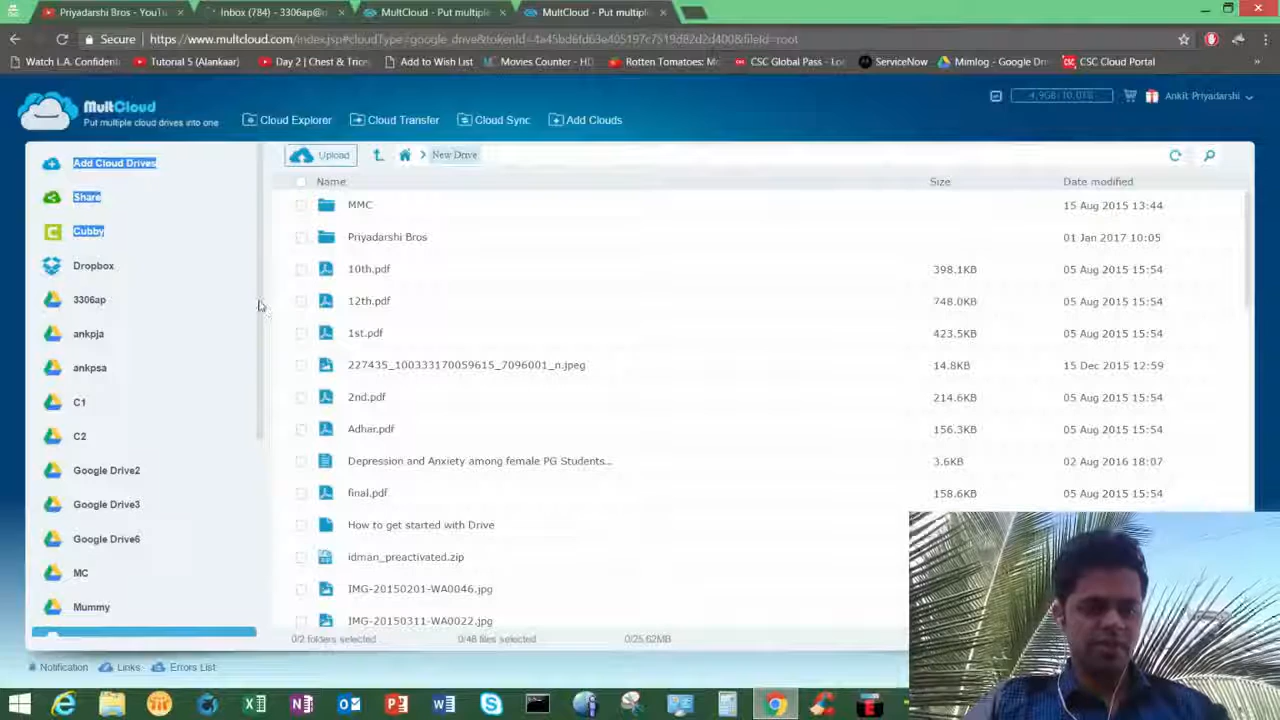 Priyadarshi Bros - YouTu
Inbox (784) - 3306ap@
MultCloud - Put multiple
MultCloud - Put multiple
Secure
https://www.multcloud.com/index.jsp#cloudType=google_drive&tokenId=4a45bd6fd63e405197c7519d82d2d400&fileId=root
Watch L.A. Confident
Tutorial 5 (Alankaar)
Day 2 | Chest & Tric
Add to Wish List
Movies Counter - HD
Rotten Tomatoes: M
CSC Global Pass - Lo
ServiceNow
Mimlog - Google Dri
CSC Cloud Portal
MultCloud
Put multiple cloud drives into one
Cloud Explorer
Cloud Transfer
Cloud Sync
Add Clouds
Ankit Priyadarshi
Upload
New Drive
Add Cloud Drives
Share
Cubby
Dropbox
3306ap
ankpja
ankpsa
C1
C2
Google Drive2
Google Drive3
Google Drive6
MC
Mummy
Name Size Date modified
MMC 15 Aug 2015 13:44
Priyadarshi Bros 01 Jan 2017 10:05
10th.pdf 398.1KB 05 Aug 2015 15:54
12th.pdf 748.0KB 05 Aug 2015 15:54
1st.pdf 423.5KB 05 Aug 2015 15:54
227435_100333170059615_7096001_n.jpeg 14.8KB 15 Dec 2015 12:59
2nd.pdf 214.6KB 05 Aug 2015 15:54
Adhar.pdf 156.3KB 05 Aug 2015 15:54
Depression and Anxiety among female PG Students... 3.6KB 02 Aug 2016 18:07
final.pdf 158.6KB 05 Aug 2015 15:54
How to get started with Drive
idman_preactivated.zip
IMG-20150201-WA0046.jpg
IMG-20150311-WA0022.jpg
0/2 folders selected
0/48 files selected
0/25.62MB
Notification
Links
Errors List